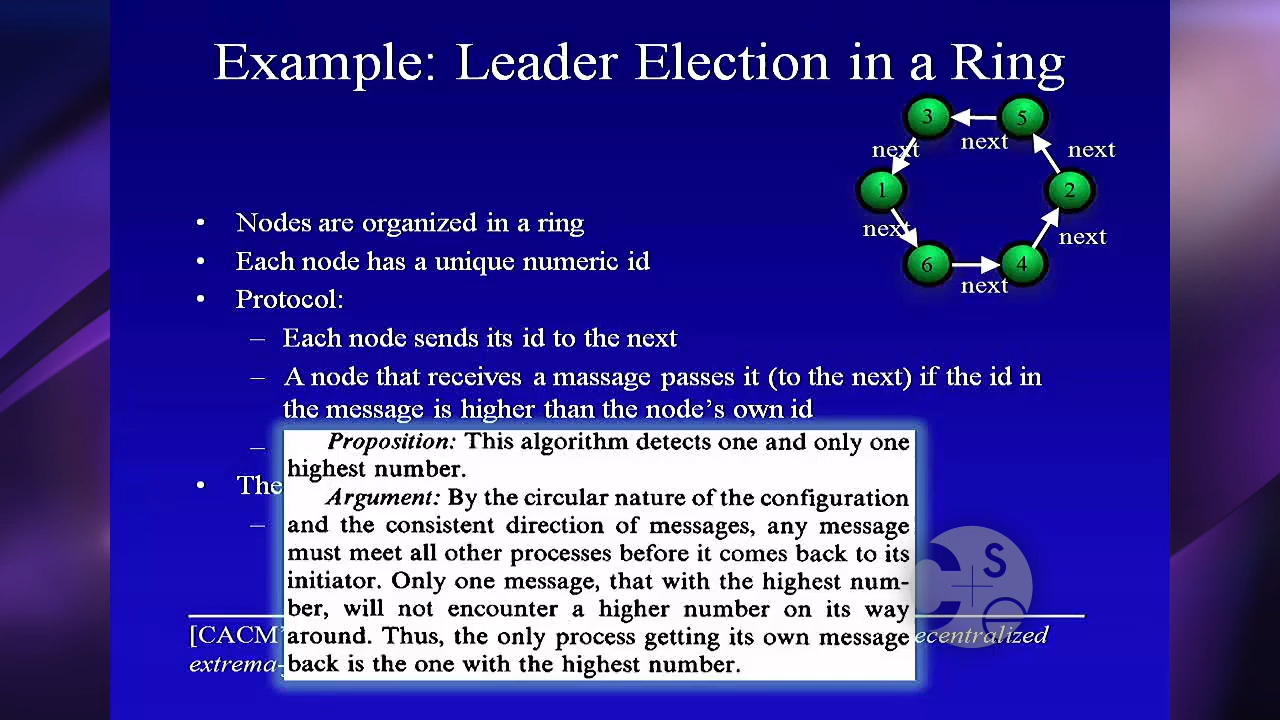 Example: Leader Election in a Ring
3
5
next
next
next
1
2
next
next
6
4
next
• Nodes are organized in a ring
• Each node has a unique numeric id
• Protocol:
– Each node sends its id to the next
– A node that receives a massage passes it (to the next) if the id in
the message is higher than the node's own id
–
• The
–
Proposition: This algorithm detects one and only one
highest number.
Argument: By the circular nature of the configuration
and the consistent direction of messages, any message
must meet all other processes before it comes back to its
initiator. Only one message, that with the highest num-
ber, will not encounter a higher number on its way
around. Thus, the only process getting its own message
back is the one with the highest number.
[CACM' ecentralized
extrema-
C S